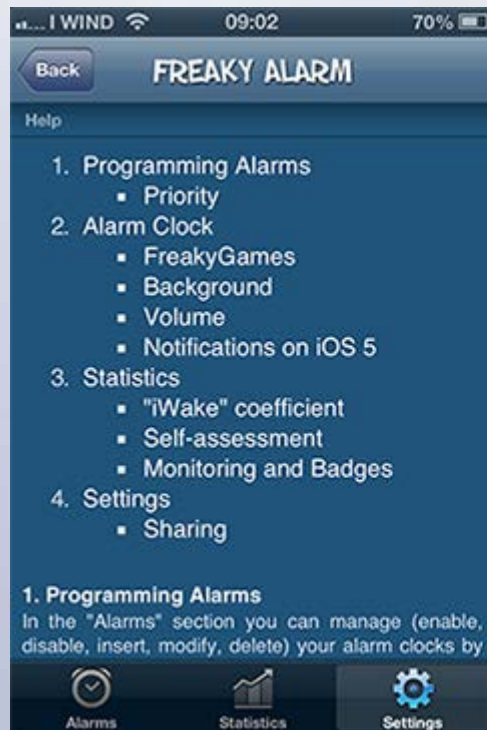 I WIND 09:02 70%
Back FREAKY ALARM
Help
1. Programming Alarms
▪ Priority
2. Alarm Clock
▪ FreakyGames
▪ Background
▪ Volume
▪ Notifications on iOS 5
3. Statistics
▪ "iWake" coefficient
▪ Self-assessment
▪ Monitoring and Badges
4. Settings
▪ Sharing
1. Programming Alarms
In the "Alarms" section you can manage (enable,
disable, insert, modify, delete) your alarm clocks by
Alarms Statistics Settings